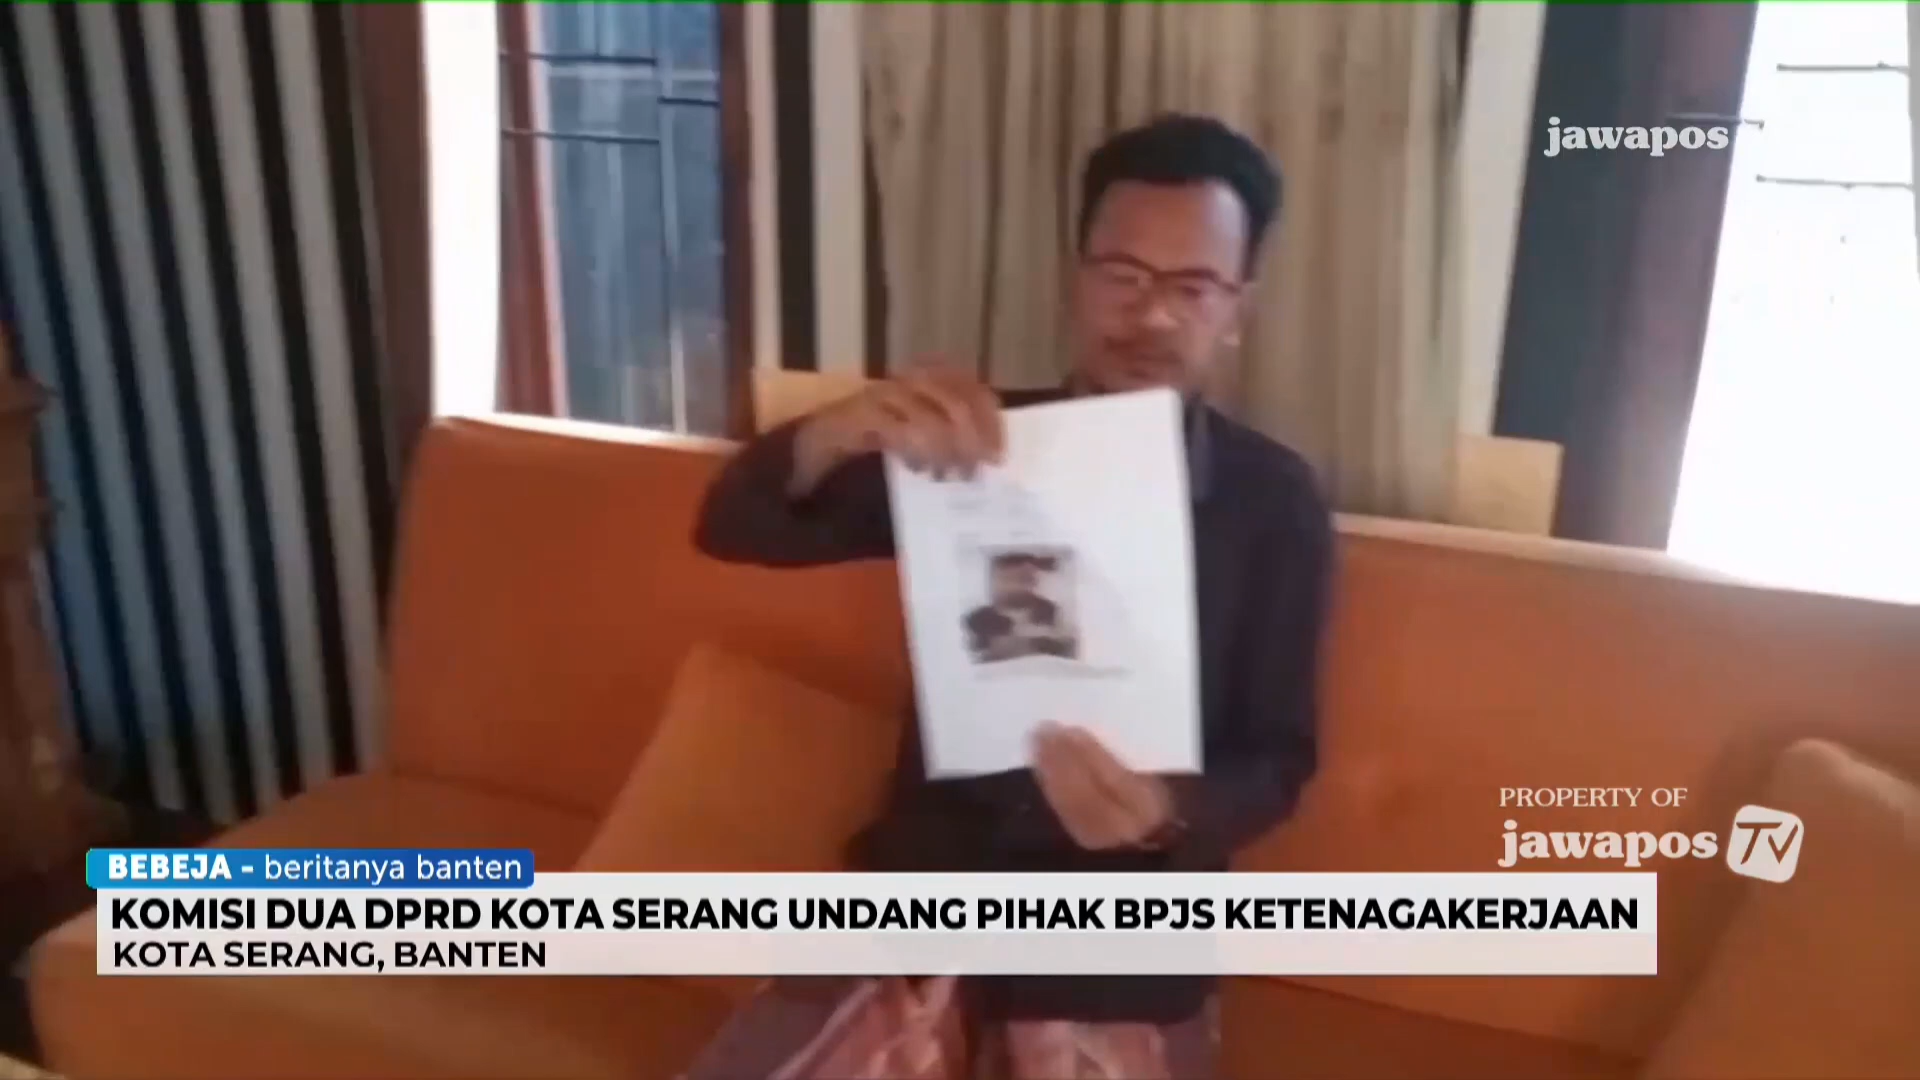 jawapos
PROPERTY OF
jawapos TV
BEBEJA - beritanya banten
KOMISI DUA DPRD KOTA SERANG UNDANG PIHAK BPJS KETENAGAKERJAAN
KOTA SERANG, BANTEN